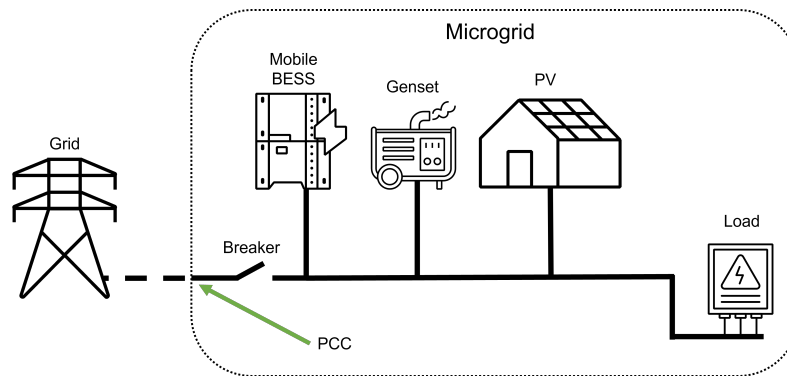 Microgrid
Mobile
BESS
Genset
PV
Grid
Load
Breaker
PCC